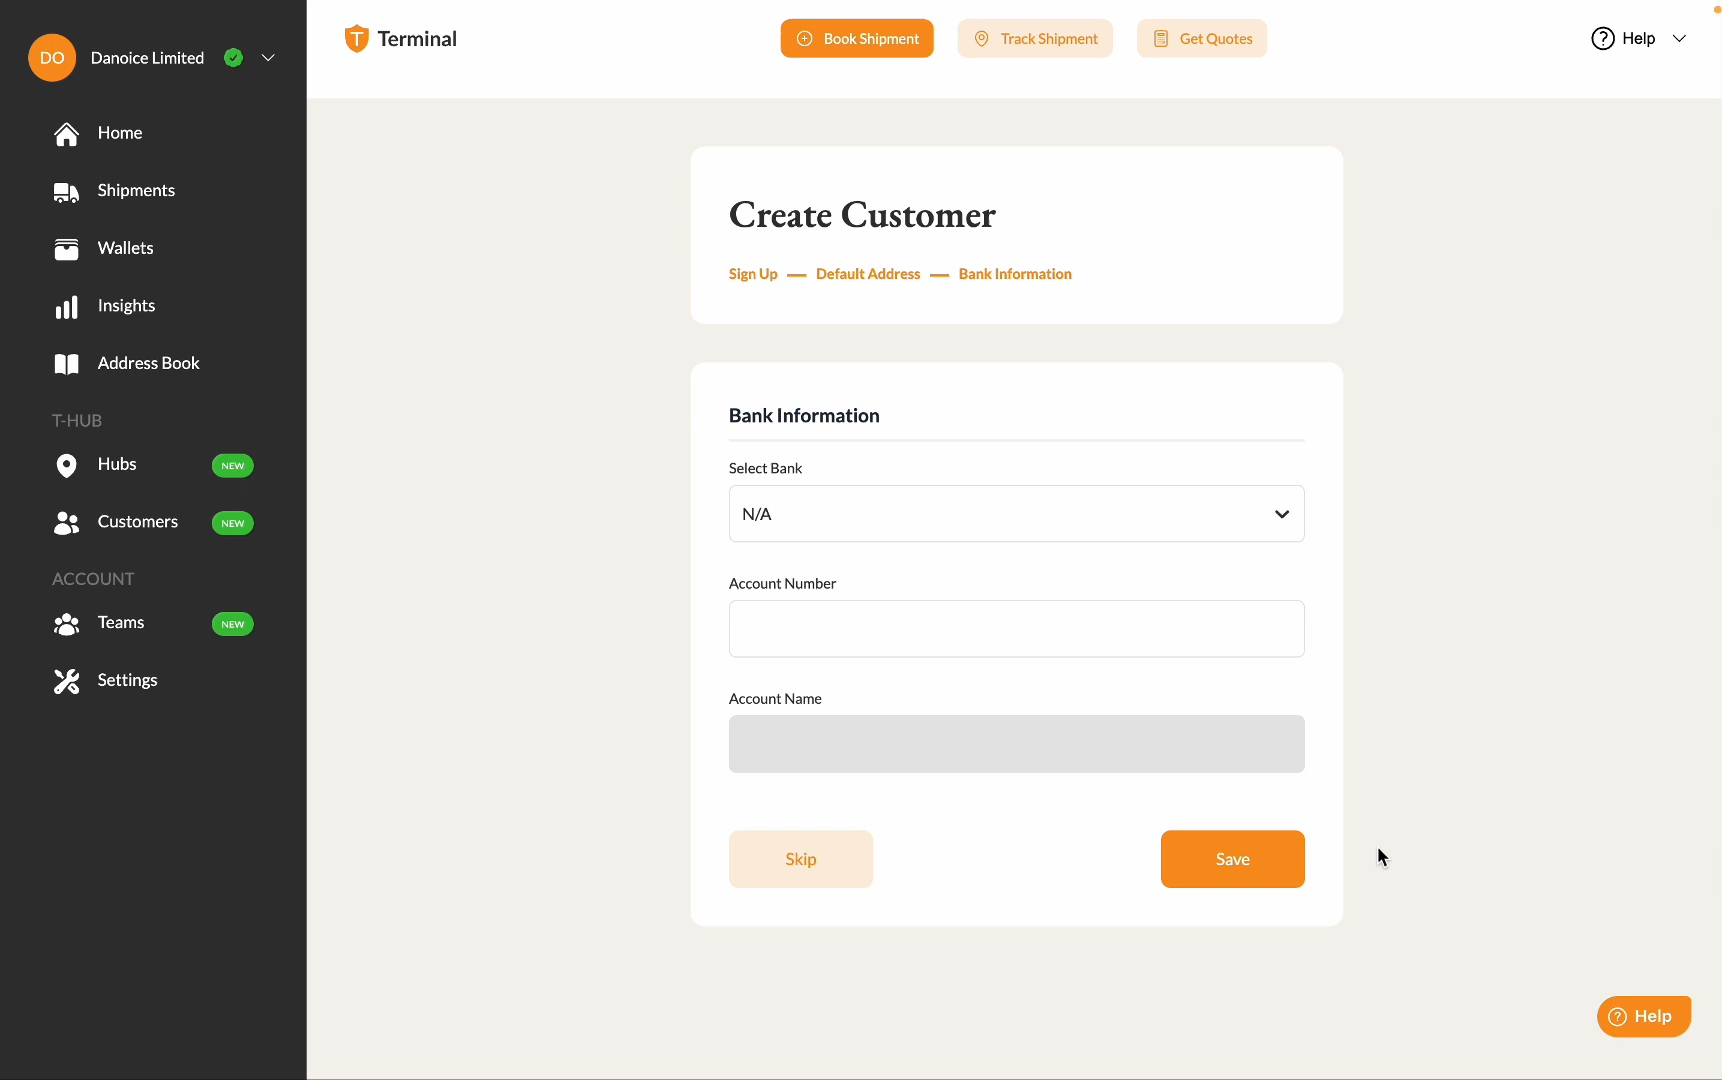 DO Danoice Limited
Home
Shipments
Wallets
Insights
Address Book
T-HUB
Hubs NEW
Customers NEW
ACCOUNT
Teams NEW
Settings
T Terminal
Book Shipment
Track Shipment
Get Quotes
? Help
Create Customer
Sign Up — Default Address — Bank Information
Bank Information
Select Bank
N/A
Account Number
Account Name
Skip
Save
? Help